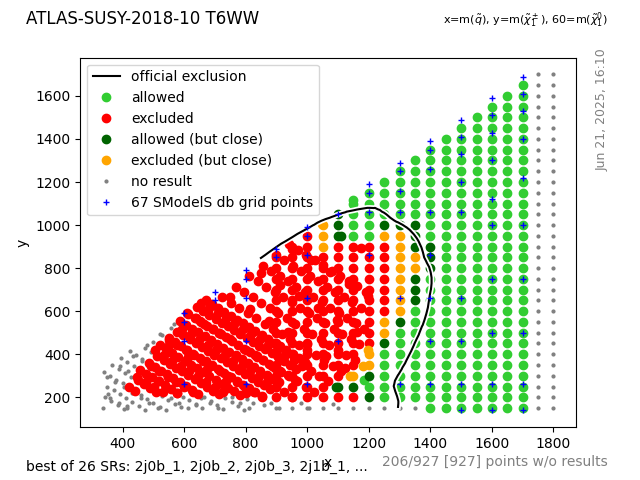 ATLAS-SUSY-2018-10 T6WW
x=m(q̃), y=m(χ̃₁⁺), 60=m(χ̃₁⁰)
Jun 21, 2025, 16:10
official exclusion
allowed
excluded
allowed (but close)
excluded (but close)
no result
67 SModelS db grid points
y
1600
1400
1200
1000
800
600
400
200
400 600 800 1000 1200 1400 1600 1800
x
best of 26 SRs: 2j0b_1, 2j0b_2, 2j0b_3, 2j1b_1, ...
206/927 [927] points w/o results